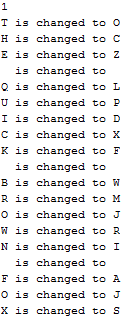 1
T is changed to O
H is changed to C
E is changed to Z
  is changed to
Q is changed to L
U is changed to P
I is changed to D
C is changed to X
K is changed to F
  is changed to
B is changed to W
R is changed to M
O is changed to J
W is changed to R
N is changed to I
  is changed to
F is changed to A
O is changed to J
X is changed to S